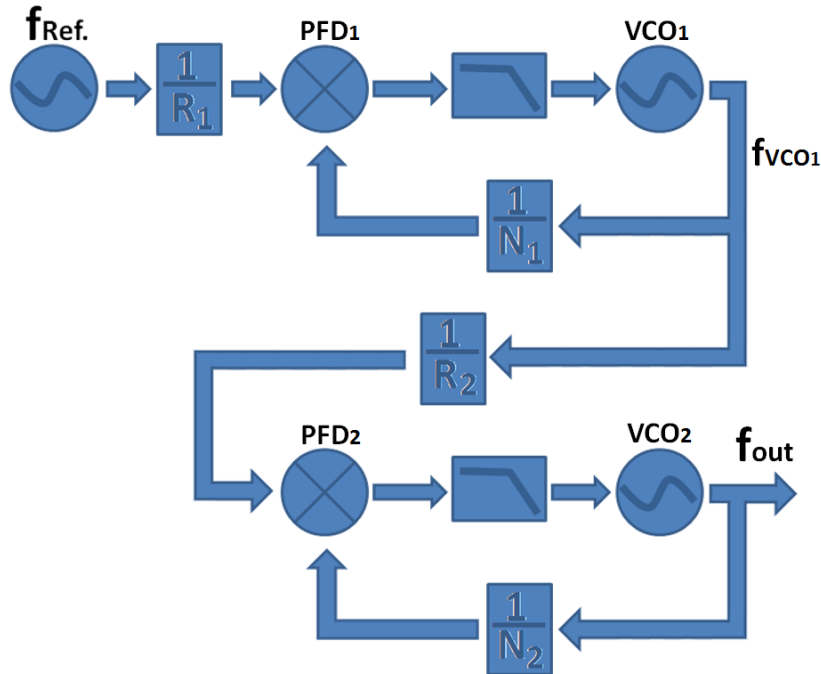 fRef.
PFD1
VCO1
1
R1
fVCO1
1
N1
1
R2
PFD2
VCO2
fout
1
N2